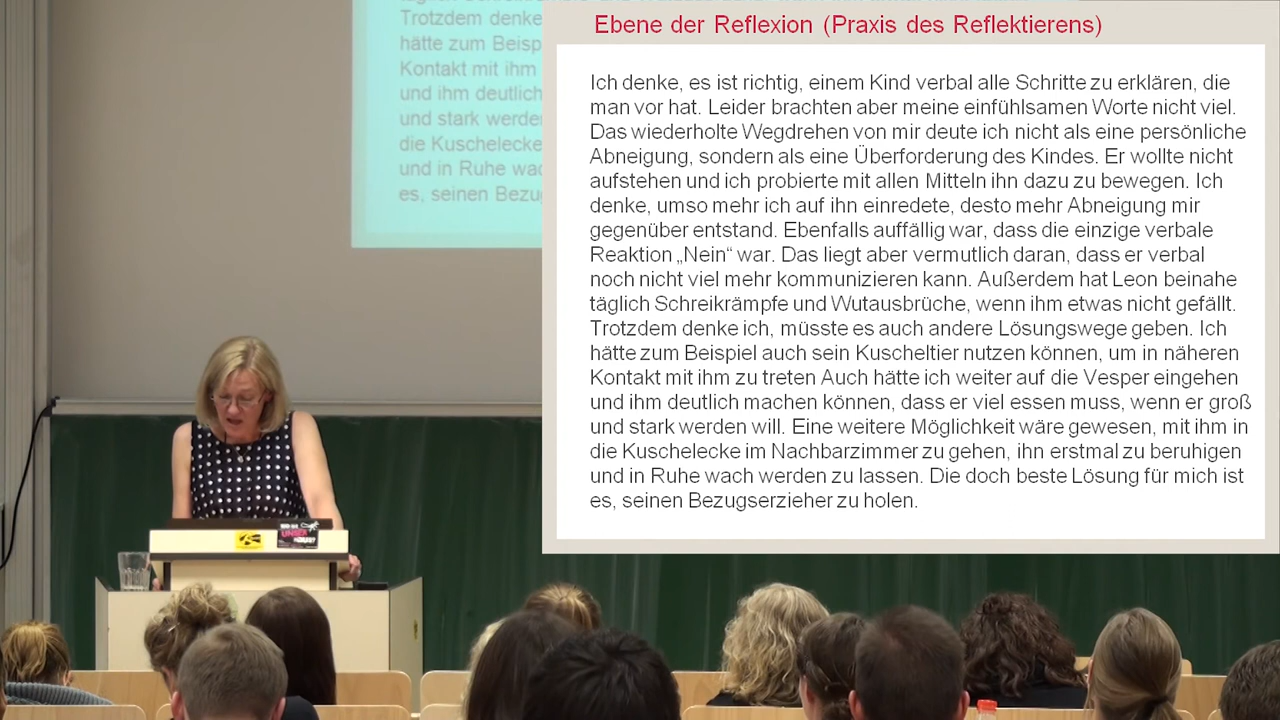 täglich
Trotzdem denke
hätte zum Beisp
Kontakt mit ihm
und ihm deutlich
und stark werde
die Kuschelecke
und in Ruhe wac
es, seinen Bezug
Ebene der Reflexion (Praxis des Reflektierens)
Ich denke, es ist richtig, einem Kind verbal alle Schritte zu erklären, die
man vor hat. Leider brachten aber meine einfühlsamen Worte nicht viel.
Das wiederholte Wegdrehen von mir deute ich nicht als eine persönliche
Abneigung, sondern als eine Überforderung des Kindes. Er wollte nicht
aufstehen und ich probierte mit allen Mitteln ihn dazu zu bewegen. Ich
denke, umso mehr ich auf ihn einredete, desto mehr Abneigung mir
gegenüber entstand. Ebenfalls auffällig war, dass die einzige verbale
Reaktion „Nein“ war. Das liegt aber vermutlich daran, dass er verbal
noch nicht viel mehr kommunizieren kann. Außerdem hat Leon beinahe
täglich Schreikrämpfe und Wutausbrüche, wenn ihm etwas nicht gefällt.
Trotzdem denke ich, müsste es auch andere Lösungswege geben. Ich
hätte zum Beispiel auch sein Kuscheltier nutzen können, um in näheren
Kontakt mit ihm zu treten Auch hätte ich weiter auf die Vesper eingehen
und ihm deutlich machen können, dass er viel essen muss, wenn er groß
und stark werden will. Eine weitere Möglichkeit wäre gewesen, mit ihm in
die Kuschelecke im Nachbarzimmer zu gehen, ihn erstmal zu beruhigen
und in Ruhe wach werden zu lassen. Die doch beste Lösung für mich ist
es, seinen Bezugserzieher zu holen.
UNSER